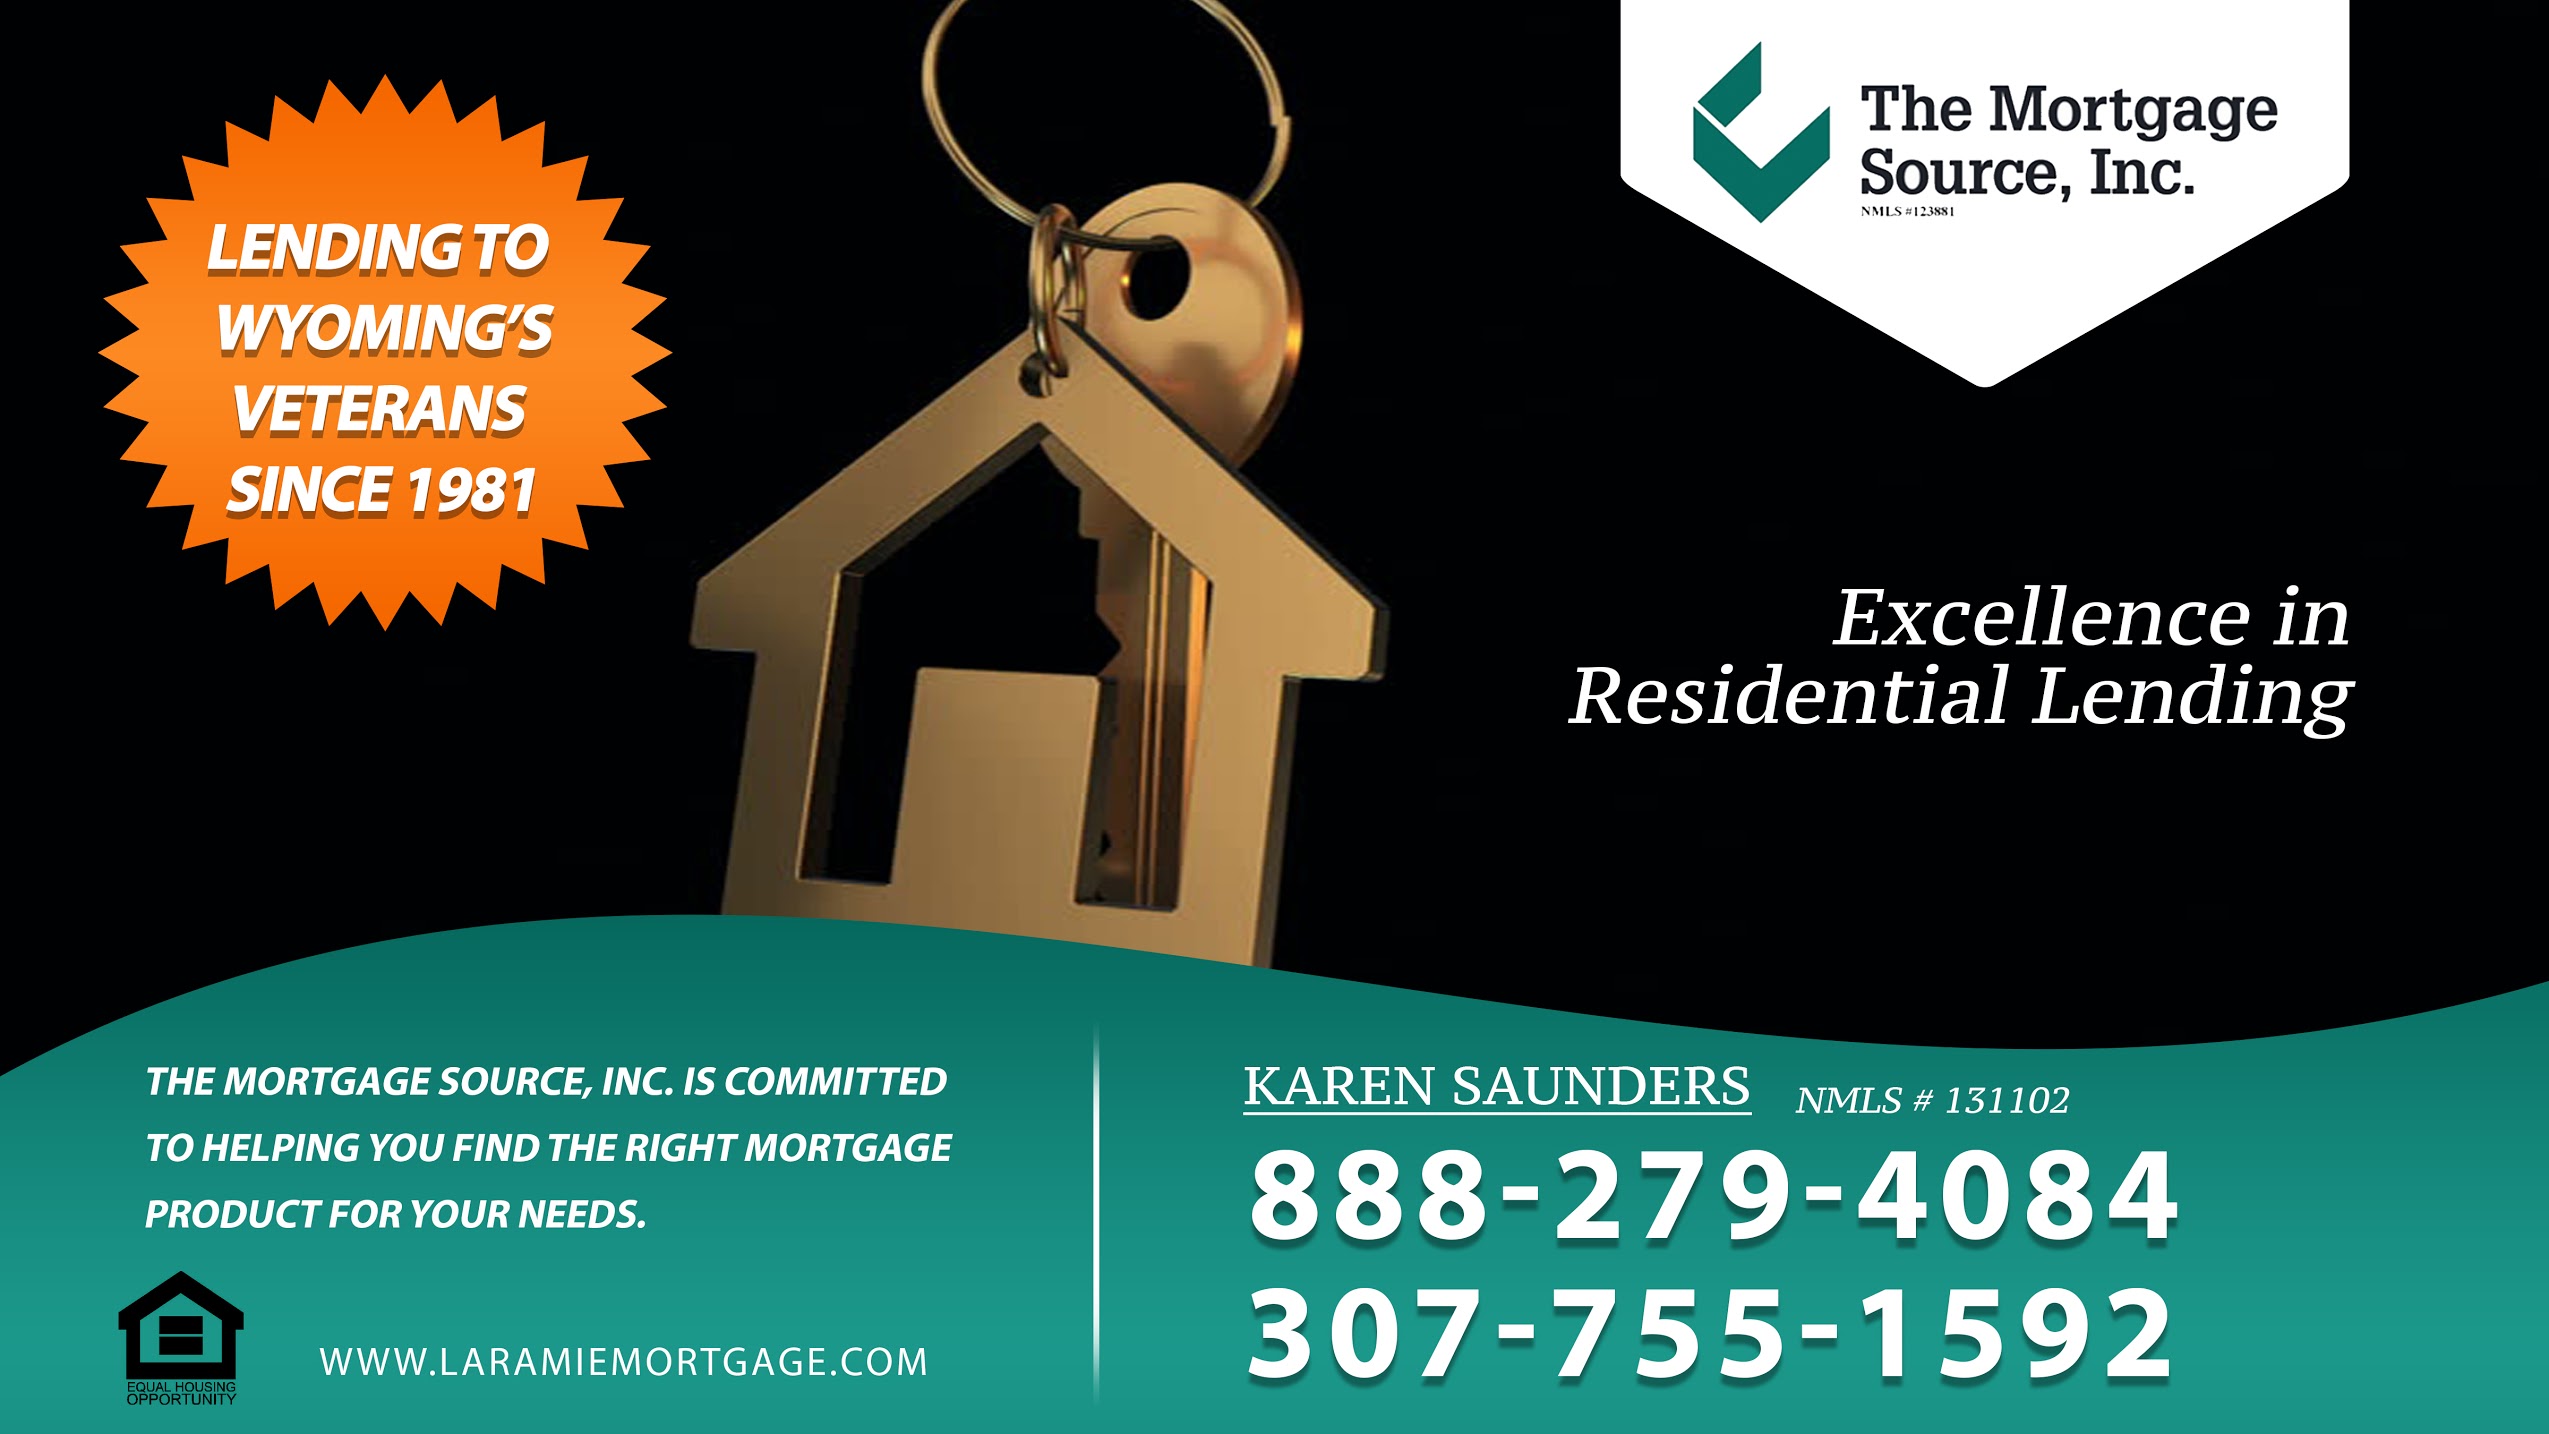 LENDING TO
WYOMING'S
VETERANS
SINCE 1981
The Mortgage
Source, Inc.
NMLS #123881
Excellence in
Residential Lending
THE MORTGAGE SOURCE, INC. IS COMMITTED
TO HELPING YOU FIND THE RIGHT MORTGAGE
PRODUCT FOR YOUR NEEDS.
EQUAL HOUSING
OPPORTUNITY
WWW.LARAMIEMORTGAGE.COM
KAREN SAUNDERS NMLS # 131102
888-279-4084
307-755-1592